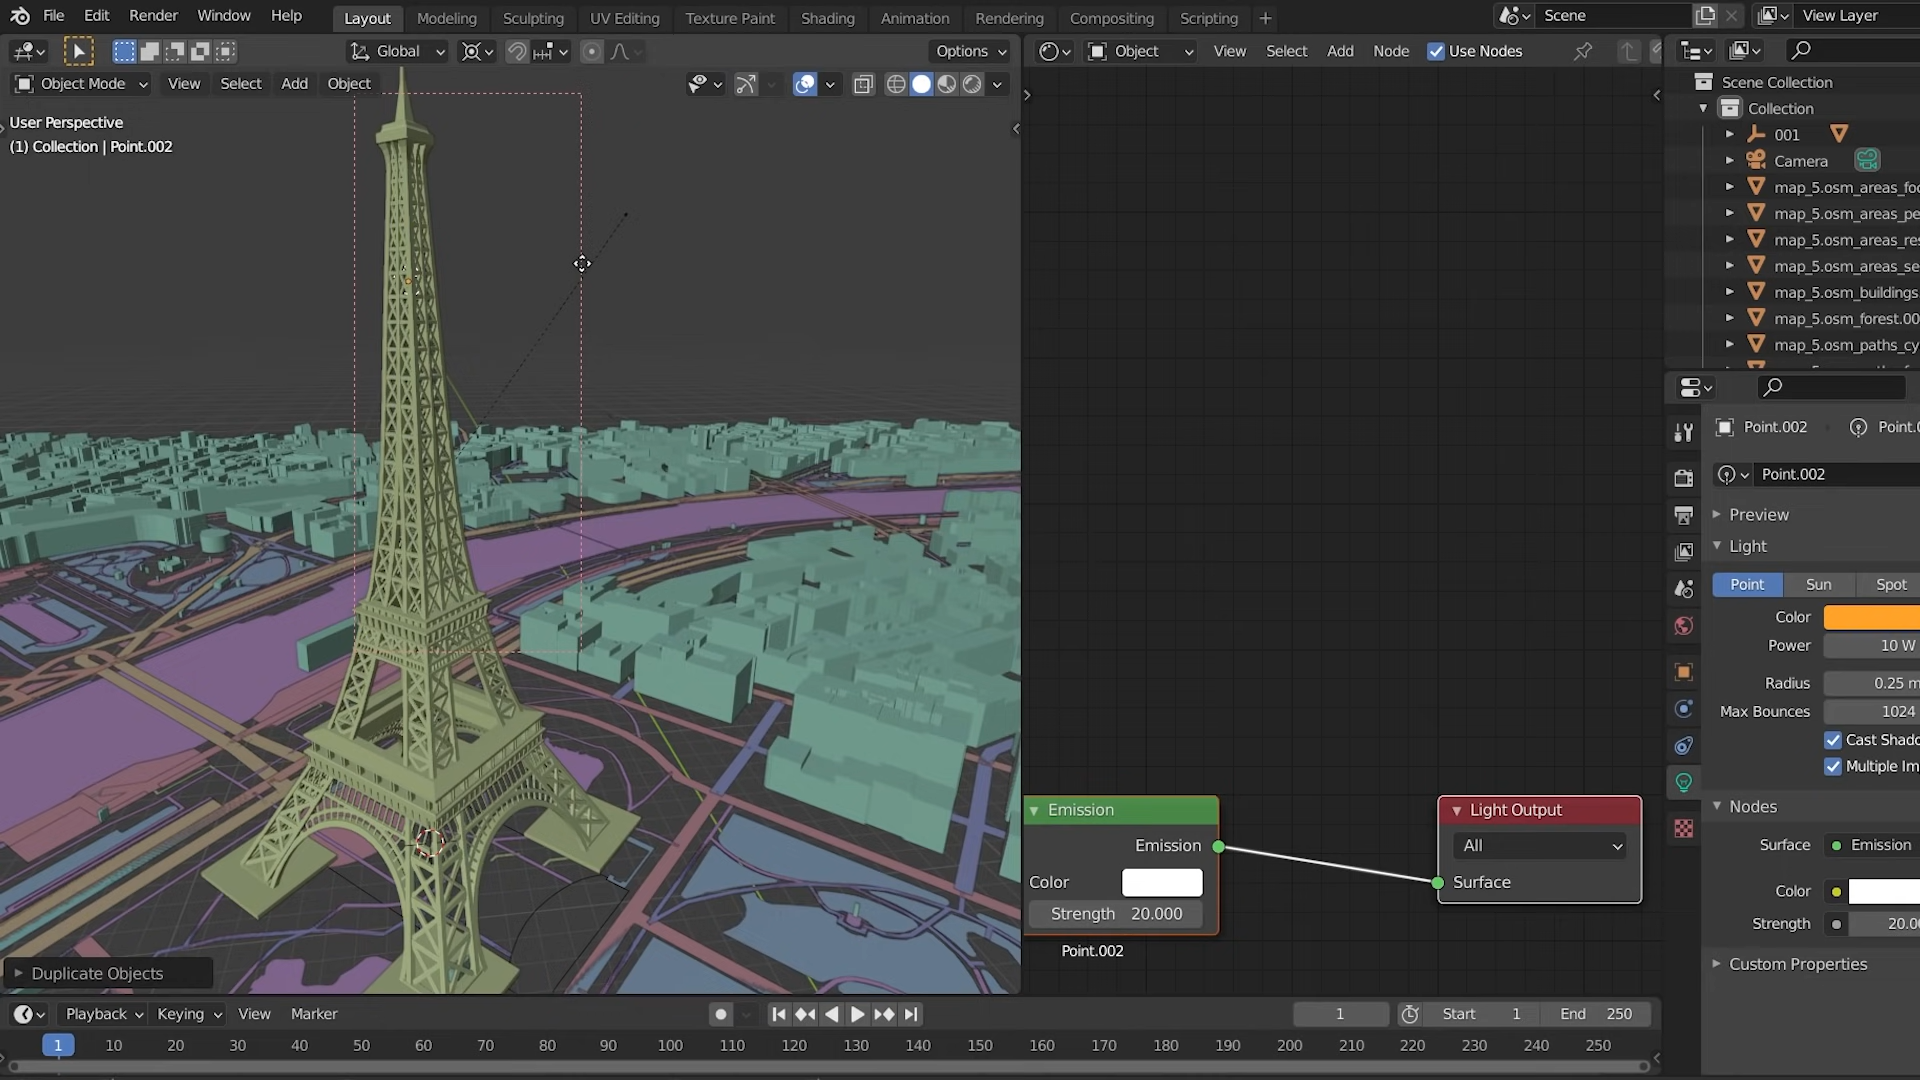 File Edit Render Window Help Layout Modeling Sculpting UV Editing Texture Paint Shading Animation Rendering Compositing Scripting + Scene View Layer
Global Options Object View Select Add Node Use Nodes
Object Mode View Select Add Object
User Perspective
(1) Collection | Point.002
Duplicate Objects
Emission
Emission
Color
Strength 20.000
Point.002
Light Output
All
Surface
Scene Collection
Collection
001
Camera
map_5.osm_areas_foo
map_5.osm_areas_pe
map_5.osm_areas_res
map_5.osm_areas_se
map_5.osm_buildings
map_5.osm_forest.00
map_5.osm_paths_cy
Point.002 Point.0
Point.002
Preview
Light
Point Sun Spot
Color
Power 10 W
Radius 0.25 m
Max Bounces 1024
Cast Shado
Multiple Im
Nodes
Surface Emission
Color
Strength 20.00
Custom Properties
Playback Keying View Marker 1 Start 1 End 250
1 10 20 30 40 50 60 70 80 90 100 110 120 130 140 150 160 170 180 190 200 210 220 230 240 250